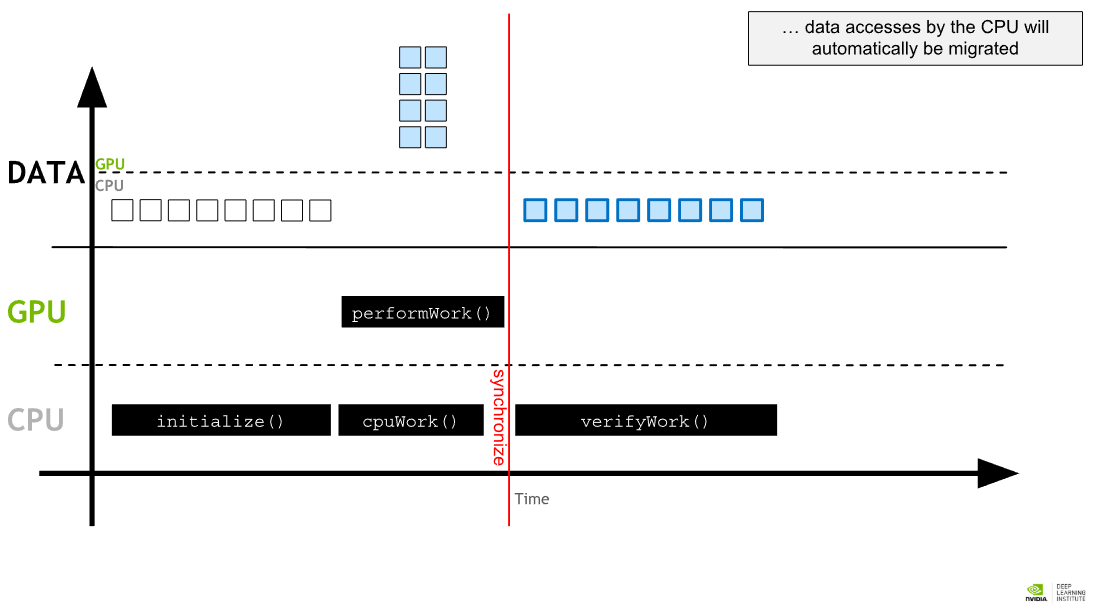 … data accesses by the CPU will
automatically be migrated
DATA
GPU
CPU
GPU
performWork()
CPU
initialize()
cpuWork()
synchronize
verifyWork()
Time
NVIDIA.
DEEP
LEARNING
INSTITUTE